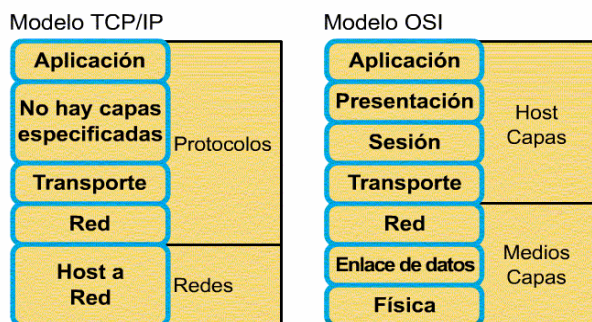 Modelo TCP/IP
Aplicación
No hay capas
especificadas
Protocolos
Transporte
Red
Host a
Red
Redes
Modelo OSI
Aplicación
Presentación
Host
Capas
Sesión
Transporte
Red
Enlace de datos
Medios
Capas
Física